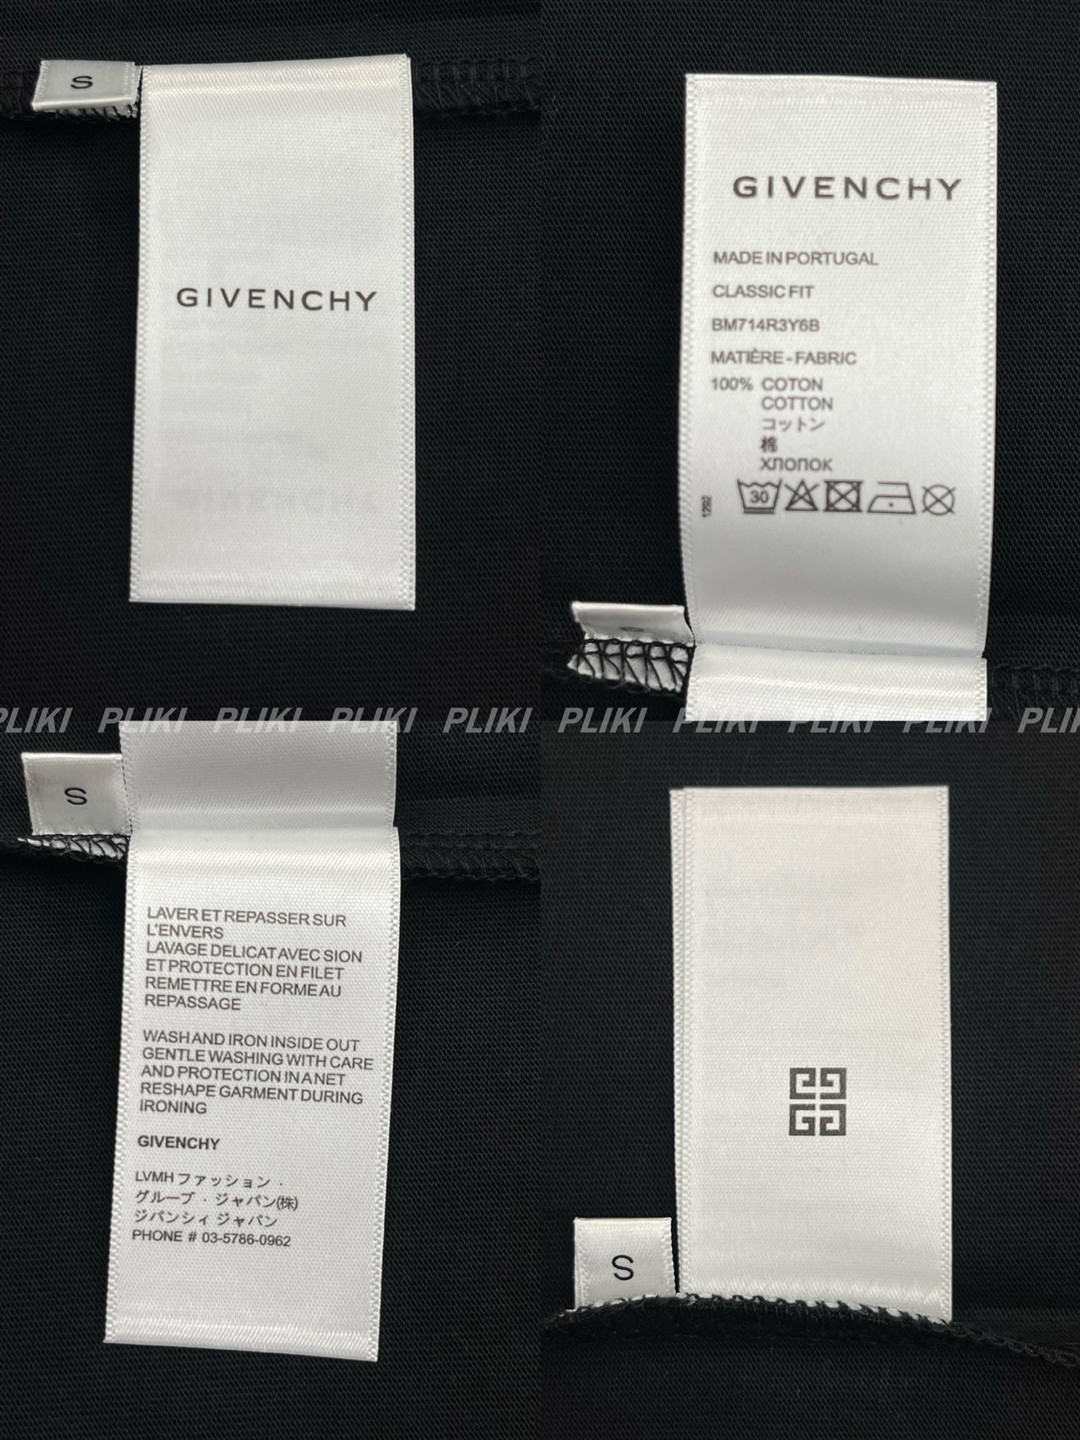 S
GIVENCHY
GIVENCHY
MADE IN PORTUGAL
CLASSIC FIT
BM714R3Y6B
MATIÈRE - FABRIC
100% COTON
COTTON
コットン
棉
ХЛОПОК
30
1292
PLIKI PLIKI PLIKI PLIKI PLIKI PLIKI PLIKI PLIKI PLIKI PLI
S
LAVER ET REPASSER SUR
L'ENVERS
LAVAGE DELICAT AVEC SION
ET PROTECTION EN FILET
REMETTRE EN FORME AU
REPASSAGE
WASH AND IRON INSIDE OUT
GENTLE WASHING WITH CARE
AND PROTECTION IN A NET
RESHAPE GARMENT DURING
IRONING
GIVENCHY
LVMH ファッション ·
グループ · ジャパン(株)
ジバンシィ ジャパン
PHONE # 03-5786-0962
S